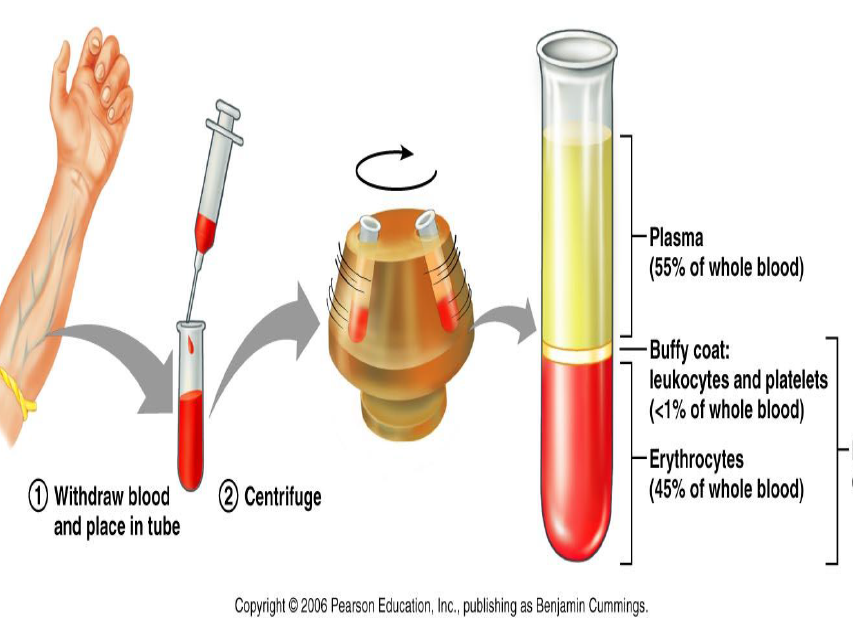 Plasma
(55% of whole blood)
Buffy coat:
leukocytes and platelets
(<1% of whole blood)
Erythrocytes
(45% of whole blood)
① Withdraw blood
and place in tube
② Centrifuge
Copyright © 2006 Pearson Education, Inc., publishing as Benjamin Cummings.